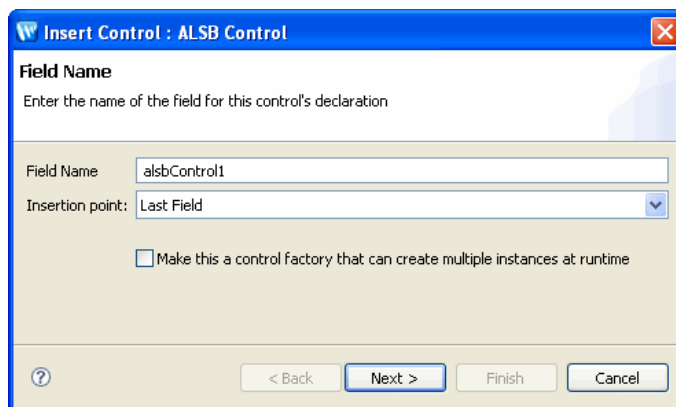 Insert Control : ALSB Control
Field Name
Enter the name of the field for this control's declaration
Field Name alsbControl1
Insertion point: Last Field
Make this a control factory that can create multiple instances at runtime
? < Back Next > Finish Cancel